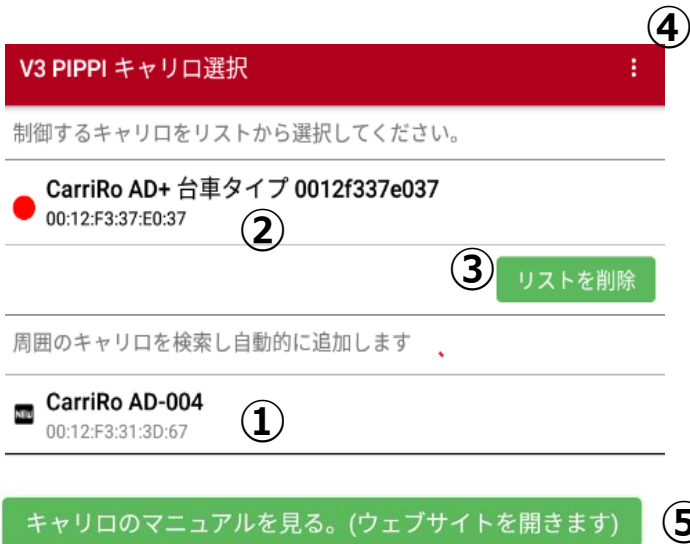 ④
V3 PIPPI キャリロ選択
制御するキャリロをリストから選択してください。
CarriRo AD+ 台車タイプ 0012f337e037
00:12:F3:37:E0:37
②
③ リストを削除
周囲のキャリロを検索し自動的に追加します
NEW CarriRo AD-004
00:12:F3:31:3D:67
①
キャリロのマニュアルを見る。(ウェブサイトを開きます)
⑤